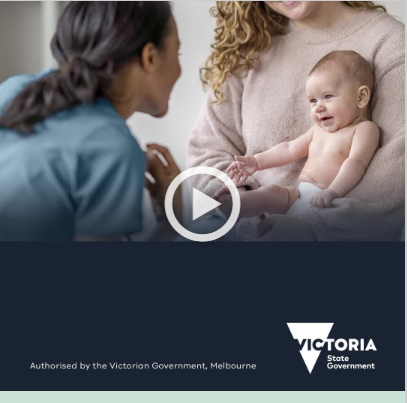 Authorised by the Victorian Government, Melbourne
VICTORIA
State
Government